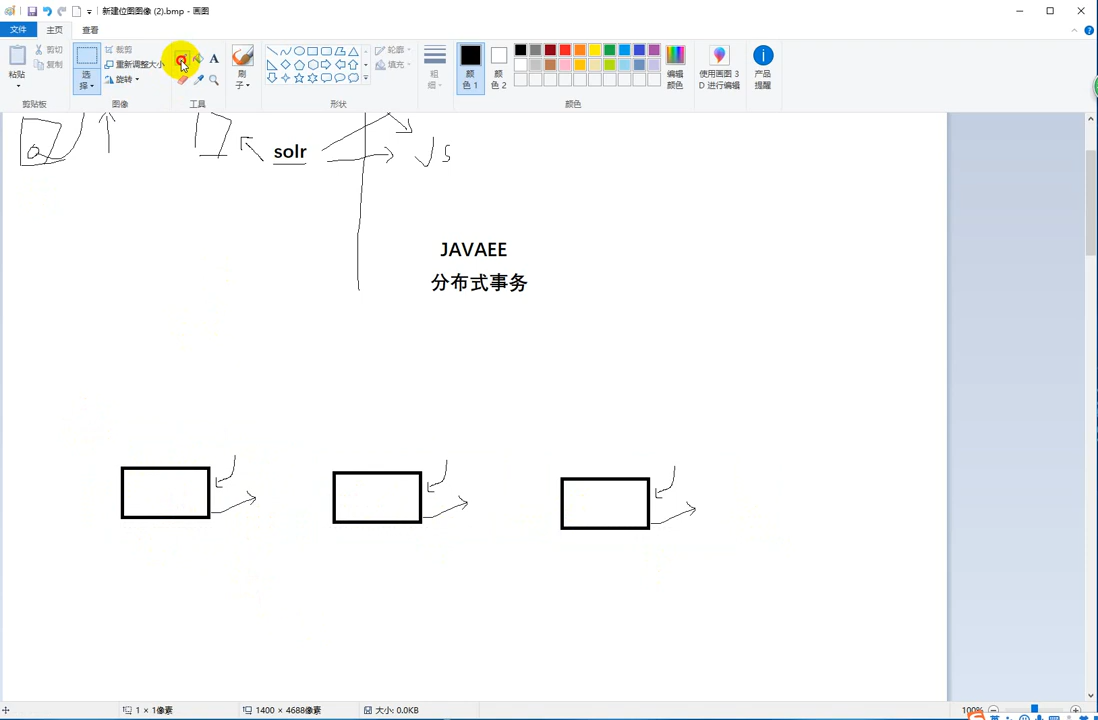 新建位图图像 (2).bmp - 画图
文件
主页
查看
剪切
复制
粘贴
剪贴板
裁剪
重新调整大小
旋转
选择
图像
A
工具
刷子
轮廓
填充
形状
粗细
颜色 1
颜色 2
编辑颜色
颜色
使用画图 3D 进行编辑
产品提醒
solr
√ s
JAVAEE
分布式事务
1 × 1像素
1400 × 4688像素
大小: 0.0KB
100%
英